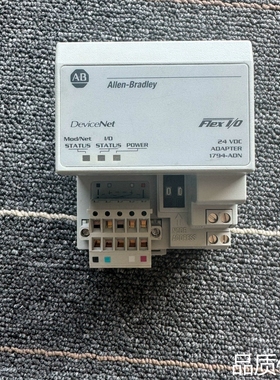 AB
Allen-Bradley
DeviceNet
Flex I/O
Mod/Net
STATUS
I/O
STATUS
POWER
24 VDC
ADAPTER
1794-ADN
品质